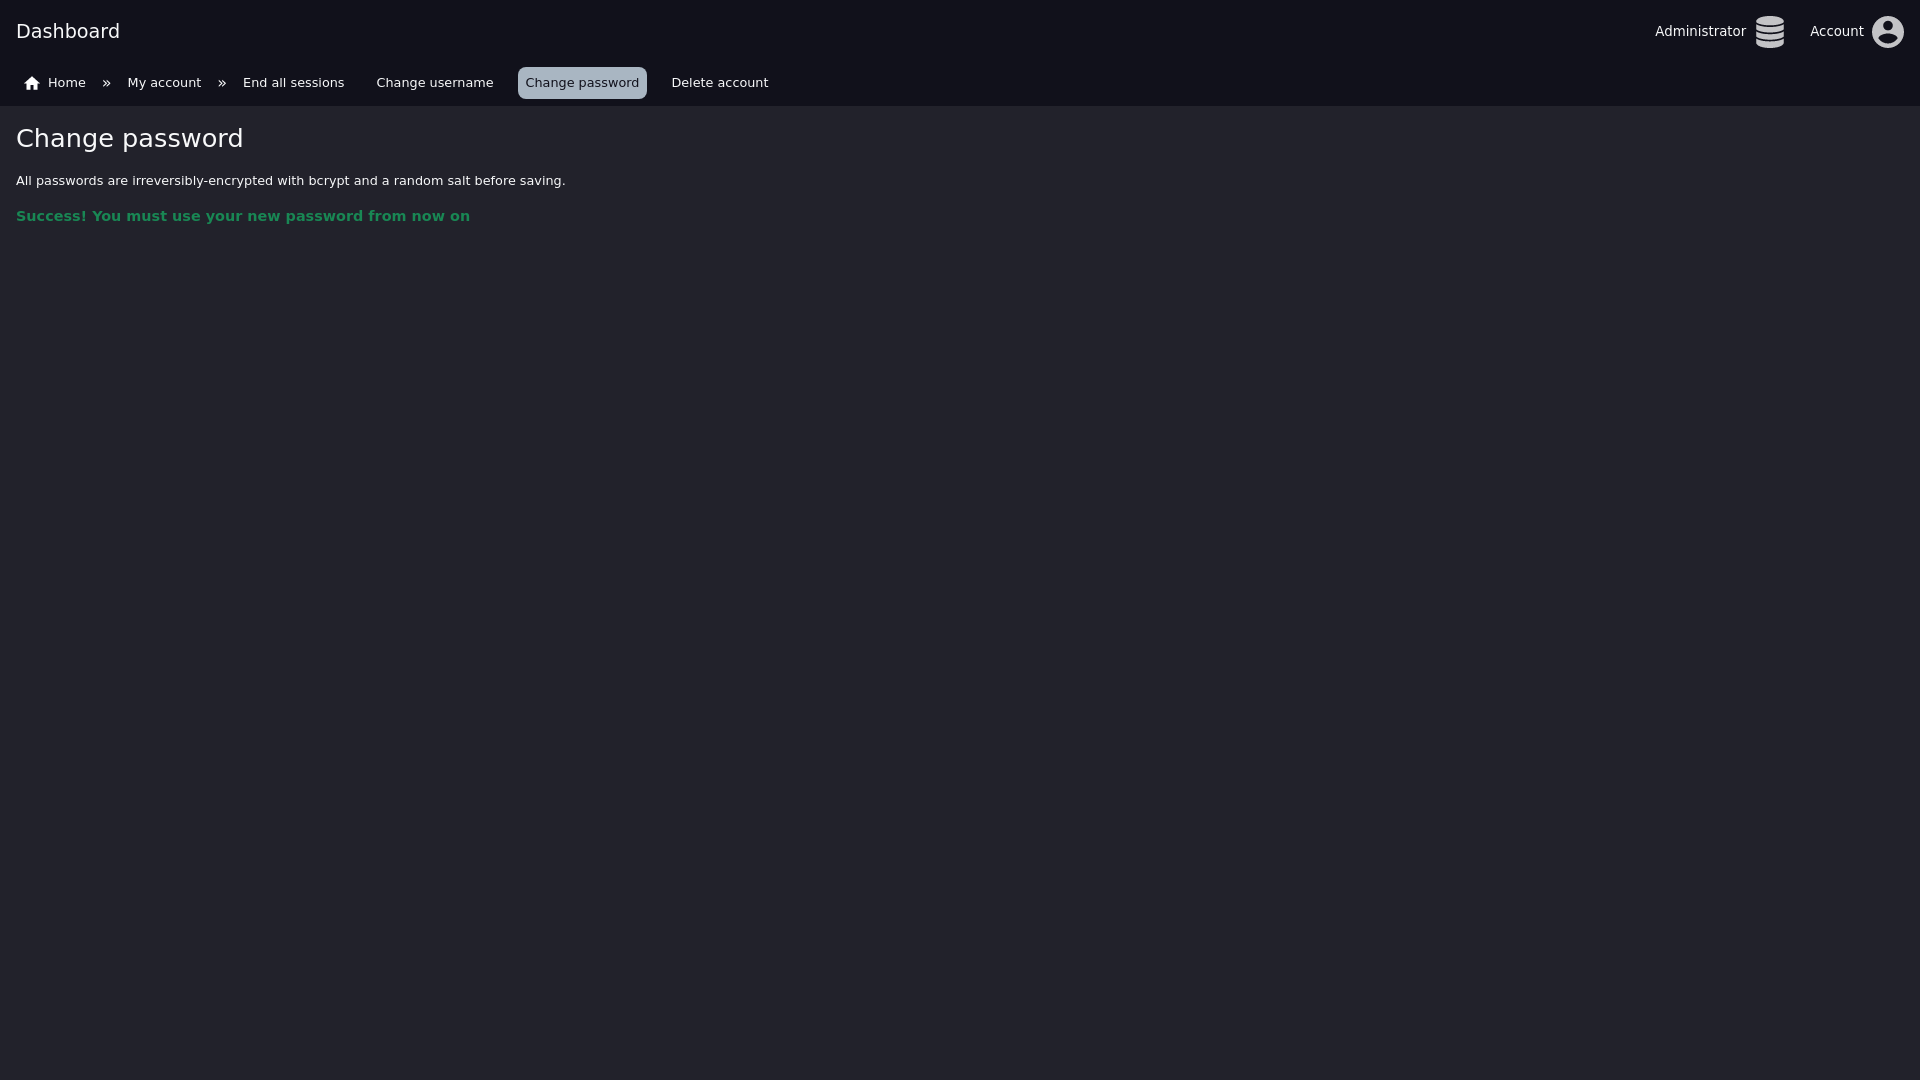 Dashboard
Administrator
Account
Home » My account » End all sessions Change username Change password Delete account
Change password
All passwords are irreversibly-encrypted with bcrypt and a random salt before saving.
Success! You must use your new password from now on